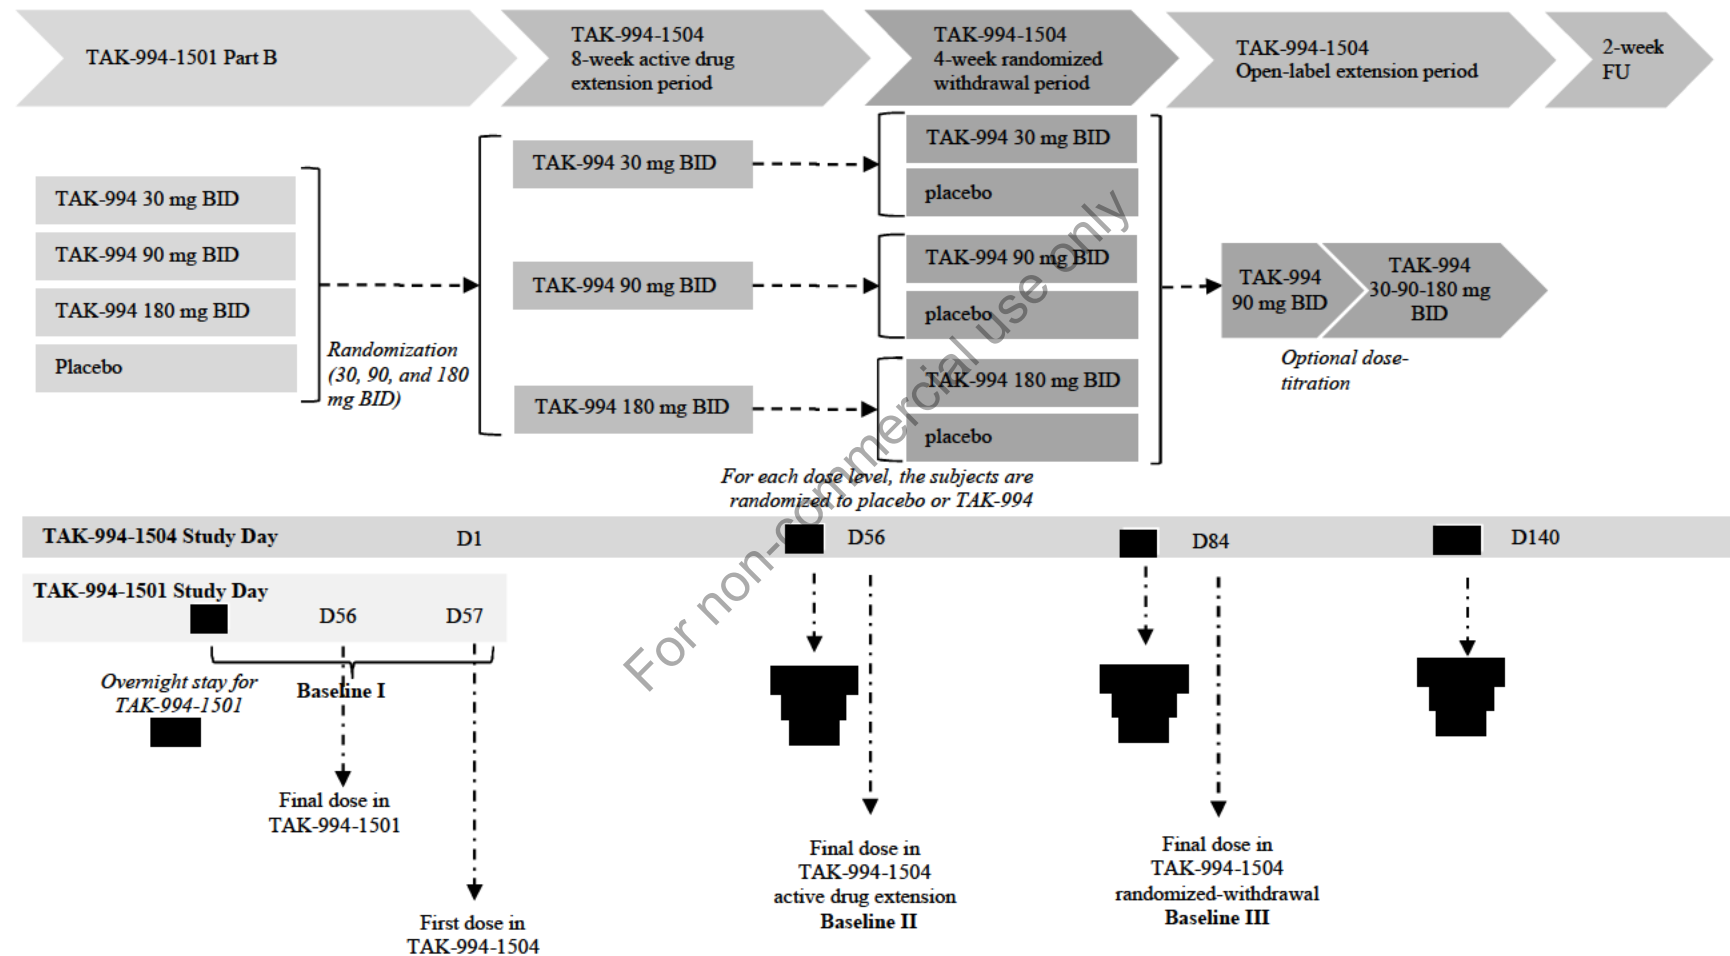 TAK-994-1501 Part B
TAK-994-1504
8-week active drug
extension period
TAK-994-1504
4-week randomized
withdrawal period
TAK-994-1504
Open-label extension period
2-week
FU
TAK-994 30 mg BID
TAK-994 90 mg BID
TAK-994 180 mg BID
Placebo
Randomization
(30, 90, and 180
mg BID)
TAK-994 30 mg BID
TAK-994 90 mg BID
TAK-994 180 mg BID
TAK-994 30 mg BID
placebo
TAK-994 90 mg BID
placebo
TAK-994 180 mg BID
placebo
For each dose level, the subjects are
randomized to placebo or TAK-994
TAK-994
90 mg BID
TAK-994
30-90-180 mg
BID
Optional dose-
titration
For non-commercial use only
TAK-994-1504 Study Day
D1
D56
D84
D140
TAK-994-1501 Study Day
D56
D57
Overnight stay for
TAK-994-1501
Baseline I
Final dose in
TAK-994-1501
First dose in
TAK-994-1504
Final dose in
TAK-994-1504
active drug extension
Baseline II
Final dose in
TAK-994-1504
randomized-withdrawal
Baseline III